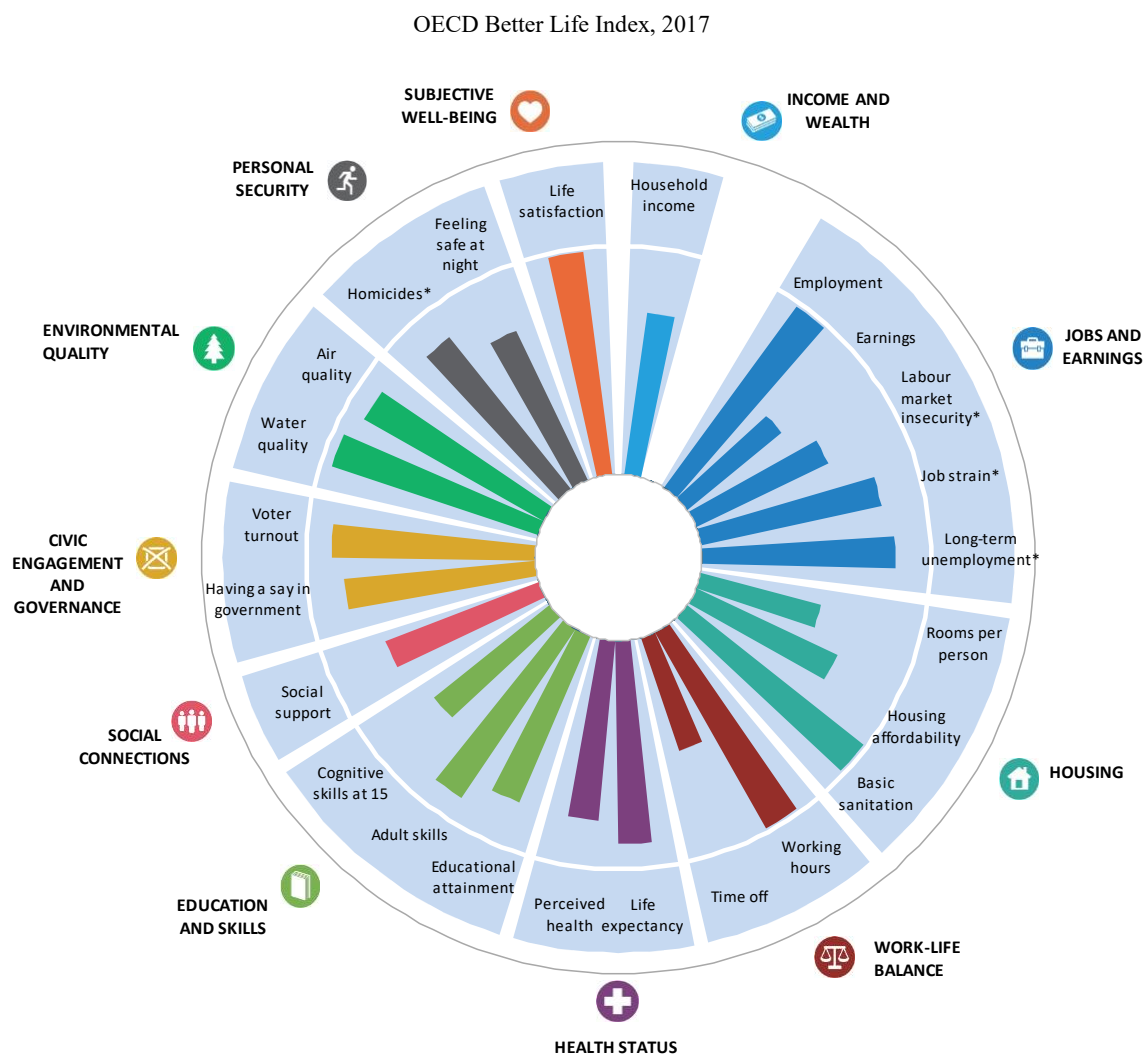 OECD Better Life Index, 2017
SUBJECTIVE
WELL-BEING
INCOME AND
WEALTH
PERSONAL
SECURITY
Life
satisfaction
Household
income
Feeling
safe at
night
Homicides*
Employment
ENVIRONMENTAL
QUALITY
Air
quality
Earnings
JOBS AND
EARNINGS
Labour
market
insecurity*
Water
quality
Job strain*
Voter
turnout
Long-term
unemployment*
CIVIC
ENGAGEMENT
AND
GOVERNANCE
Having a say in
government
Rooms per
person
Social
support
Housing
affordability
SOCIAL
CONNECTIONS
HOUSING
Cognitive
skills at 15
Basic
sanitation
Adult skills
Working
hours
Educational
attainment
Time off
EDUCATION
AND SKILLS
Perceived
health
Life
expectancy
WORK-LIFE
BALANCE
HEALTH STATUS